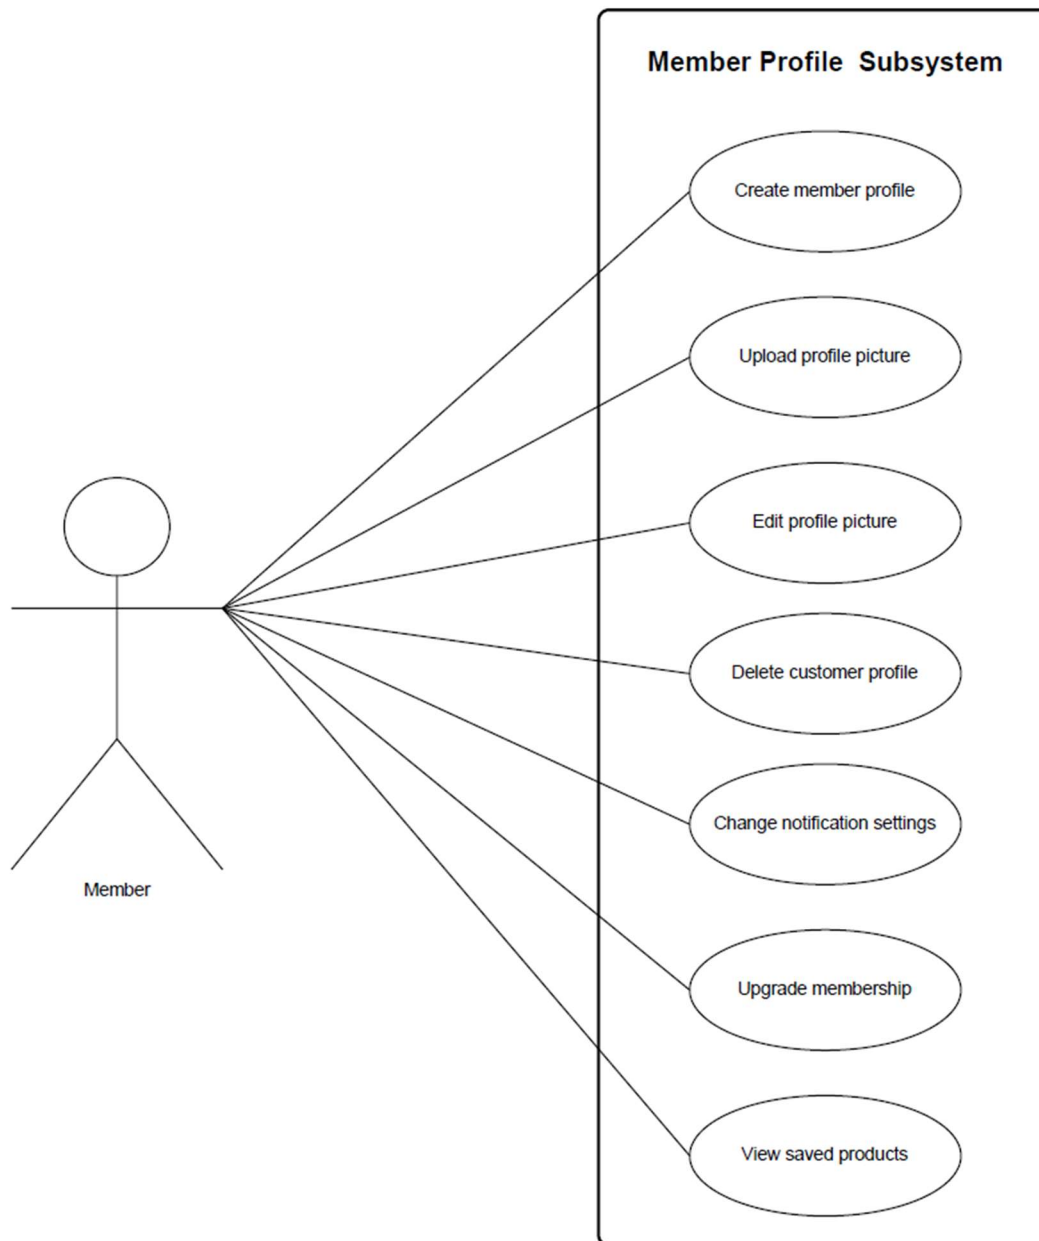 Member Profile  Subsystem
Create member profile
Upload profile picture
Edit profile picture
Delete customer profile
Change notification settings
Member
Upgrade membership
View saved products